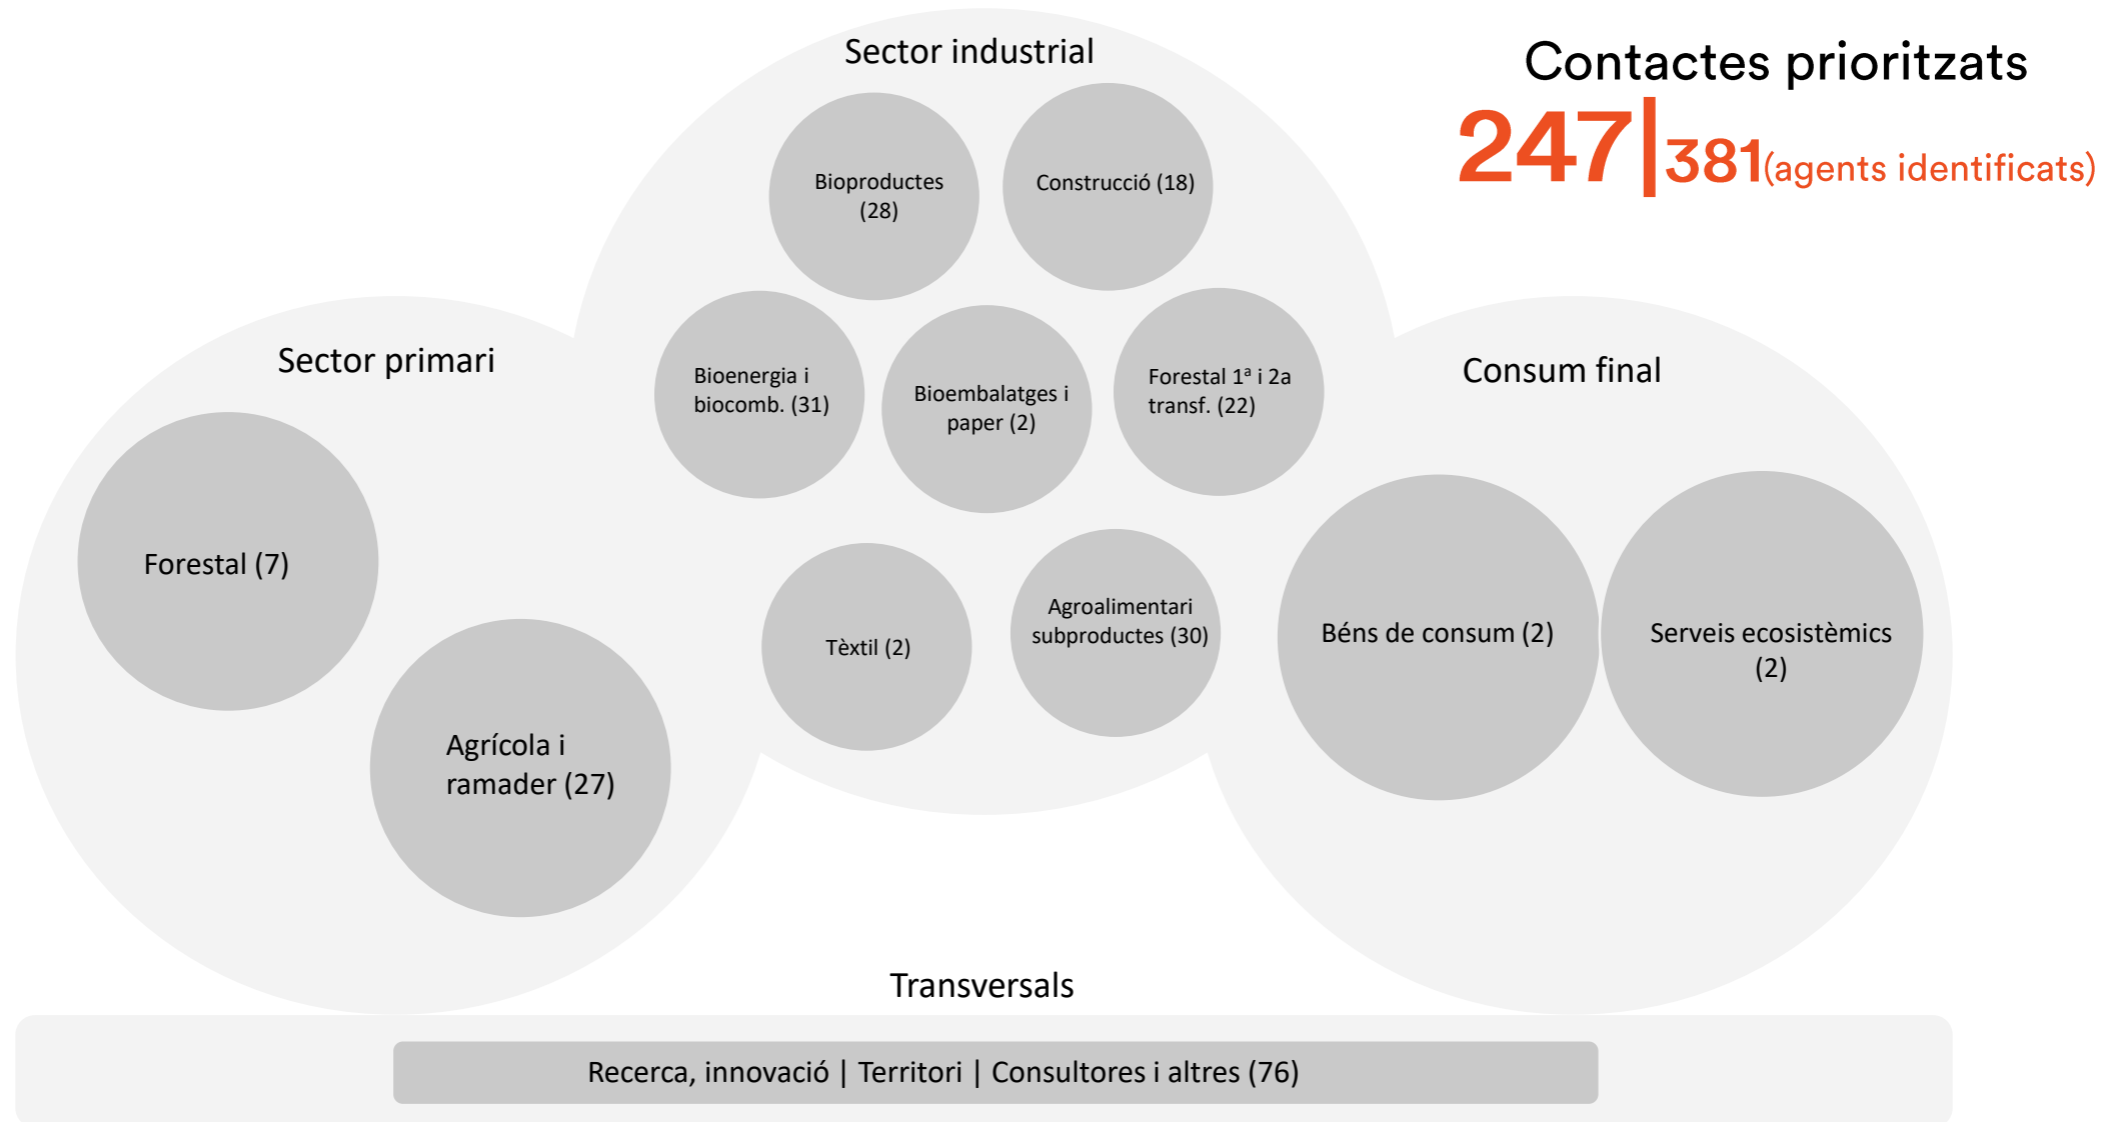 Sector industrial
Contactes prioritzats
247|381(agents identificats)
Bioproductes
(28)
Construcció (18)
Sector primari
Bioenergia i
biocomb. (31)
Bioembalatges i
paper (2)
Forestal 1ª i 2a
transf. (22)
Consum final
Forestal (7)
Agrícola i
ramader (27)
Tèxtil (2)
Agroalimentari
subproductes (30)
Béns de consum (2)
Serveis ecosistèmics
(2)
Transversals
Recerca, innovació | Territori | Consultores i altres (76)